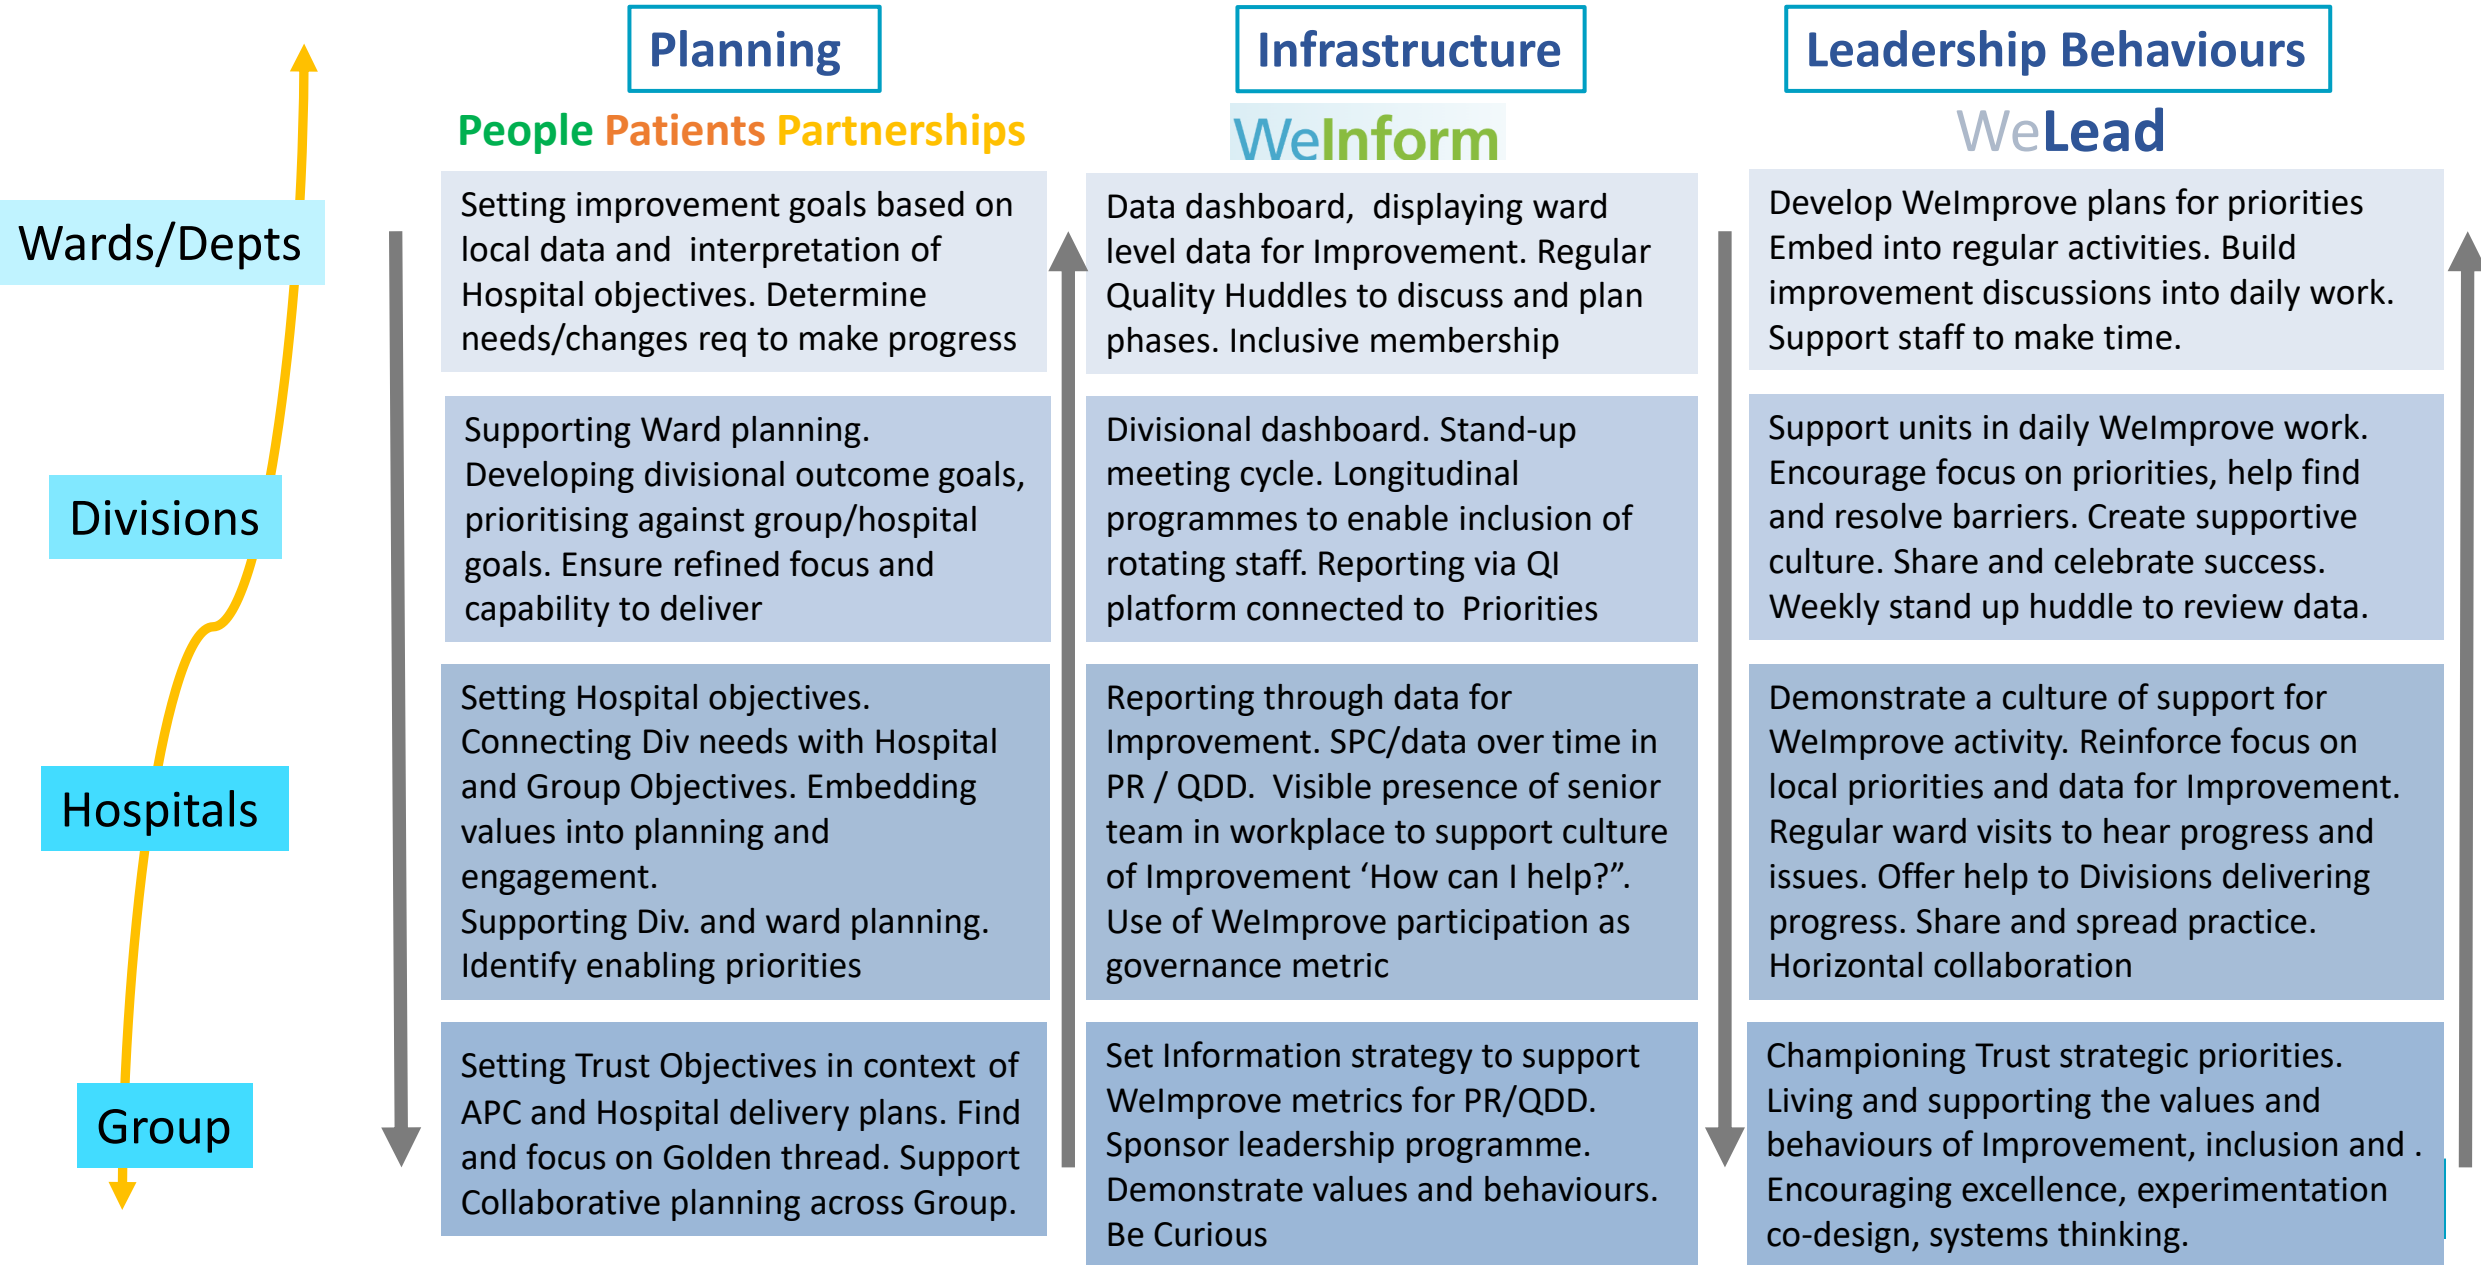 Planning
Infrastructure
Leadership Behaviours
People Patients Partnerships
WeInform
WeLead
Wards/Depts
Setting improvement goals based on
local data and interpretation of
Hospital objectives. Determine
needs/changes req to make progress
Data dashboard, displaying ward
level data for Improvement. Regular
Quality Huddles to discuss and plan
phases. Inclusive membership
Develop WeImprove plans for priorities
Embed into regular activities. Build
improvement discussions into daily work.
Support staff to make time.
Divisions
Supporting Ward planning.
Developing divisional outcome goals,
prioritising against group/hospital
goals. Ensure refined focus and
capability to deliver
Divisional dashboard. Stand-up
meeting cycle. Longitudinal
programmes to enable inclusion of
rotating staff. Reporting via QI
platform connected to Priorities
Support units in daily WeImprove work.
Encourage focus on priorities, help find
and resolve barriers. Create supportive
culture. Share and celebrate success.
Weekly stand up huddle to review data.
Hospitals
Setting Hospital objectives.
Connecting Div needs with Hospital
and Group Objectives. Embedding
values into planning and
engagement.
Supporting Div. and ward planning.
Identify enabling priorities
Reporting through data for
Improvement. SPC/data over time in
PR / QDD. Visible presence of senior
team in workplace to support culture
of Improvement ‘How can I help?”.
Use of WeImprove participation as
governance metric
Demonstrate a culture of support for
WeImprove activity. Reinforce focus on
local priorities and data for Improvement.
Regular ward visits to hear progress and
issues. Offer help to Divisions delivering
progress. Share and spread practice.
Horizontal collaboration
Group
Setting Trust Objectives in context of
APC and Hospital delivery plans. Find
and focus on Golden thread. Support
Collaborative planning across Group.
Set Information strategy to support
WeImprove metrics for PR/QDD.
Sponsor leadership programme.
Demonstrate values and behaviours.
Be Curious
Championing Trust strategic priorities.
Living and supporting the values and
behaviours of Improvement, inclusion and .
Encouraging excellence, experimentation
co-design, systems thinking.